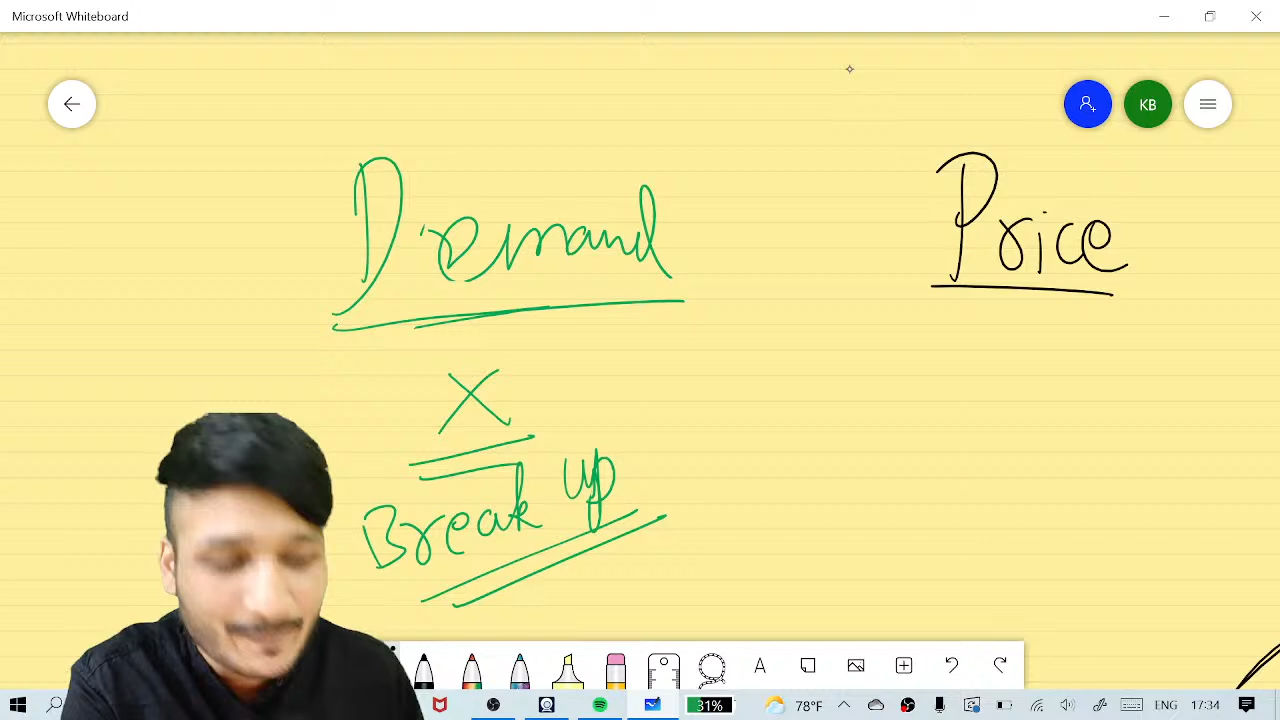 Microsoft Whiteboard
KB
Demand
Price
X
Break up
A
31%
78°F
ENG
17:34